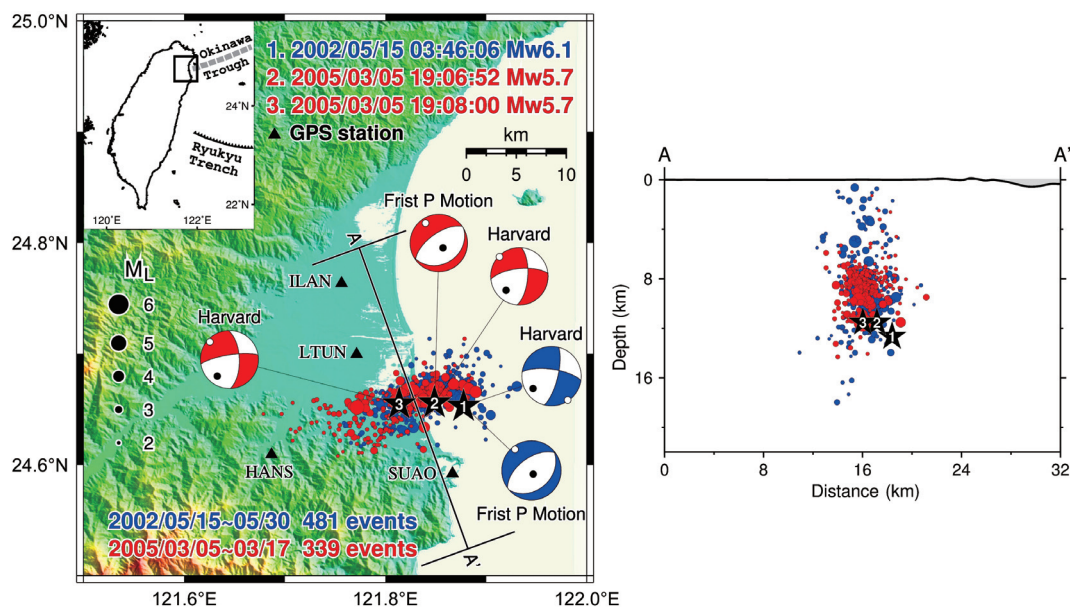 25.0°N
24.8°N
24.6°N
121.6°E
121.8°E
122.0°E
Okinawa
Trough
24°N
Ryukyu
Trench
22°N
120°E
122°E
1. 2002/05/15 03:46:06 Mw6.1
2. 2005/03/05 19:06:52 Mw5.7
3. 2005/03/05 19:08:00 Mw5.7
GPS station
km
0 5 10
Frist P Motion
Harvard
A
ILAN
ML
6
5
4
3
2
Harvard
LTUN
Harvard
3
2
1
HANS
SUAO
Frist P Motion
2002/05/15~05/30 481 events
2005/03/05~03/17 339 events
A'
A
A'
0
8
16
Depth (km)
3
2
1
0 8 16 24 32
Distance (km)